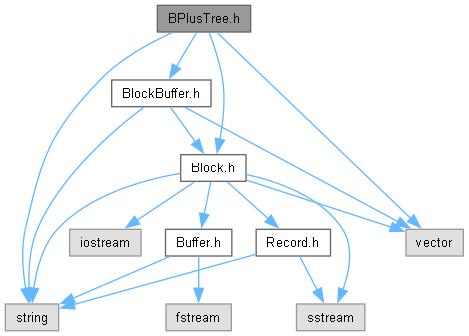 BPlusTree.h
BlockBuffer.h
Block.h
iostream
Buffer.h
Record.h
vector
string
fstream
sstream